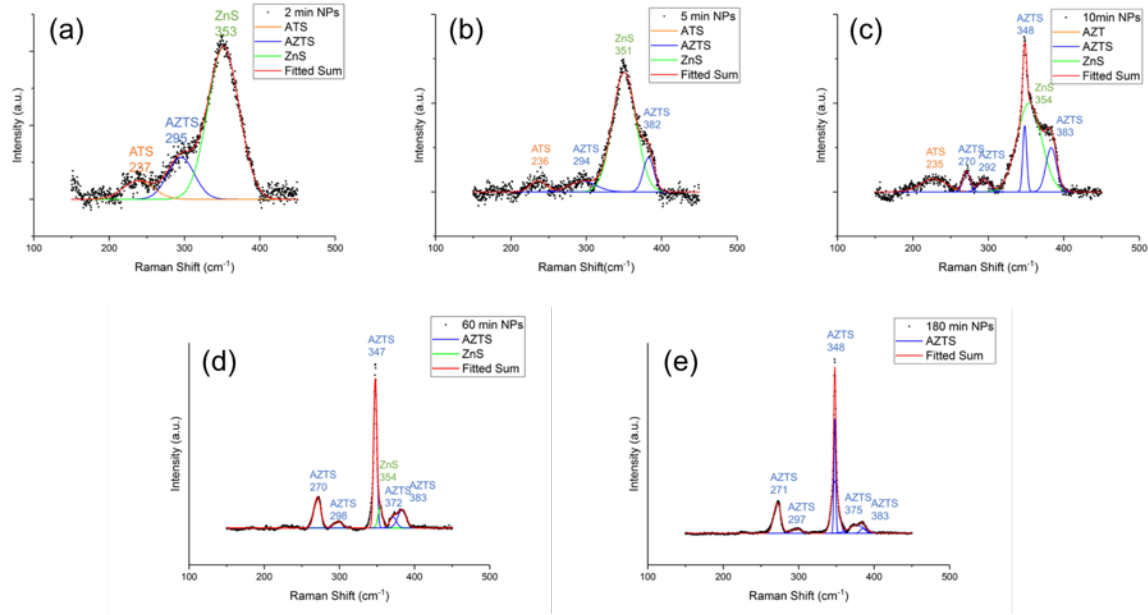 (a)
ZnS
353
AZTS
295
ATS
237
2 min NPs
ATS
AZTS
ZnS
Fitted Sum
Intensity (a.u.)
100 200 300 400 500
Raman Shift (cm-1)
(b)
ZnS
351
AZTS
382
ATS
236
AZTS
294
5 min NPs
ATS
AZTS
ZnS
Fitted Sum
Intensity (a.u.)
100 200 300 400 500
Raman Shift(cm-1)
(c)
AZTS
348
ZnS
354
AZTS
383
ATS
235
AZTS
270
AZTS
292
10min NPs
AZT
AZTS
ZnS
Fitted Sum
Intensity (a.u.)
100 200 300 400 500
Raman Shift (cm-1)
(d)
AZTS
347
ZnS
354
AZTS
270
AZTS
298
AZTS
372
AZTS
383
60 min NPs
AZTS
ZnS
Fitted Sum
Intensity (a.u.)
100 200 300 400 500
Raman Shift (cm-1)
(e)
AZTS
348
AZTS
271
AZTS
297
AZTS
375
AZTS
383
180 min NPs
AZTS
Fitted Sum
Intensity (a.u.)
100 200 300 400 500
Raman Shift (cm-1)